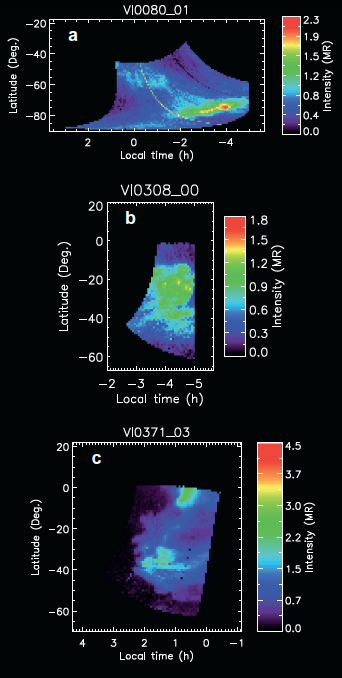 VI0080_01
a
Latitude (Deg.)
-20
-40
-60
-80
2 0 -2 -4
Local time (h)
2.3
1.9
1.6
1.2
0.8
0.4
0.0
Intensity (MR)
VI0308_00
b
Latitude (Deg.)
20
0
-20
-40
-60
-2 -3 -4 -5
Local time (h)
1.8
1.5
1.2
0.9
0.6
0.3
0.0
Intensity (MR)
VI0371_03
c
Latitude (Deg.)
20
0
-20
-40
-60
4 3 2 1 0 -1
Local time (h)
4.5
3.7
3.0
2.2
1.5
0.7
0.0
Intensity (MR)